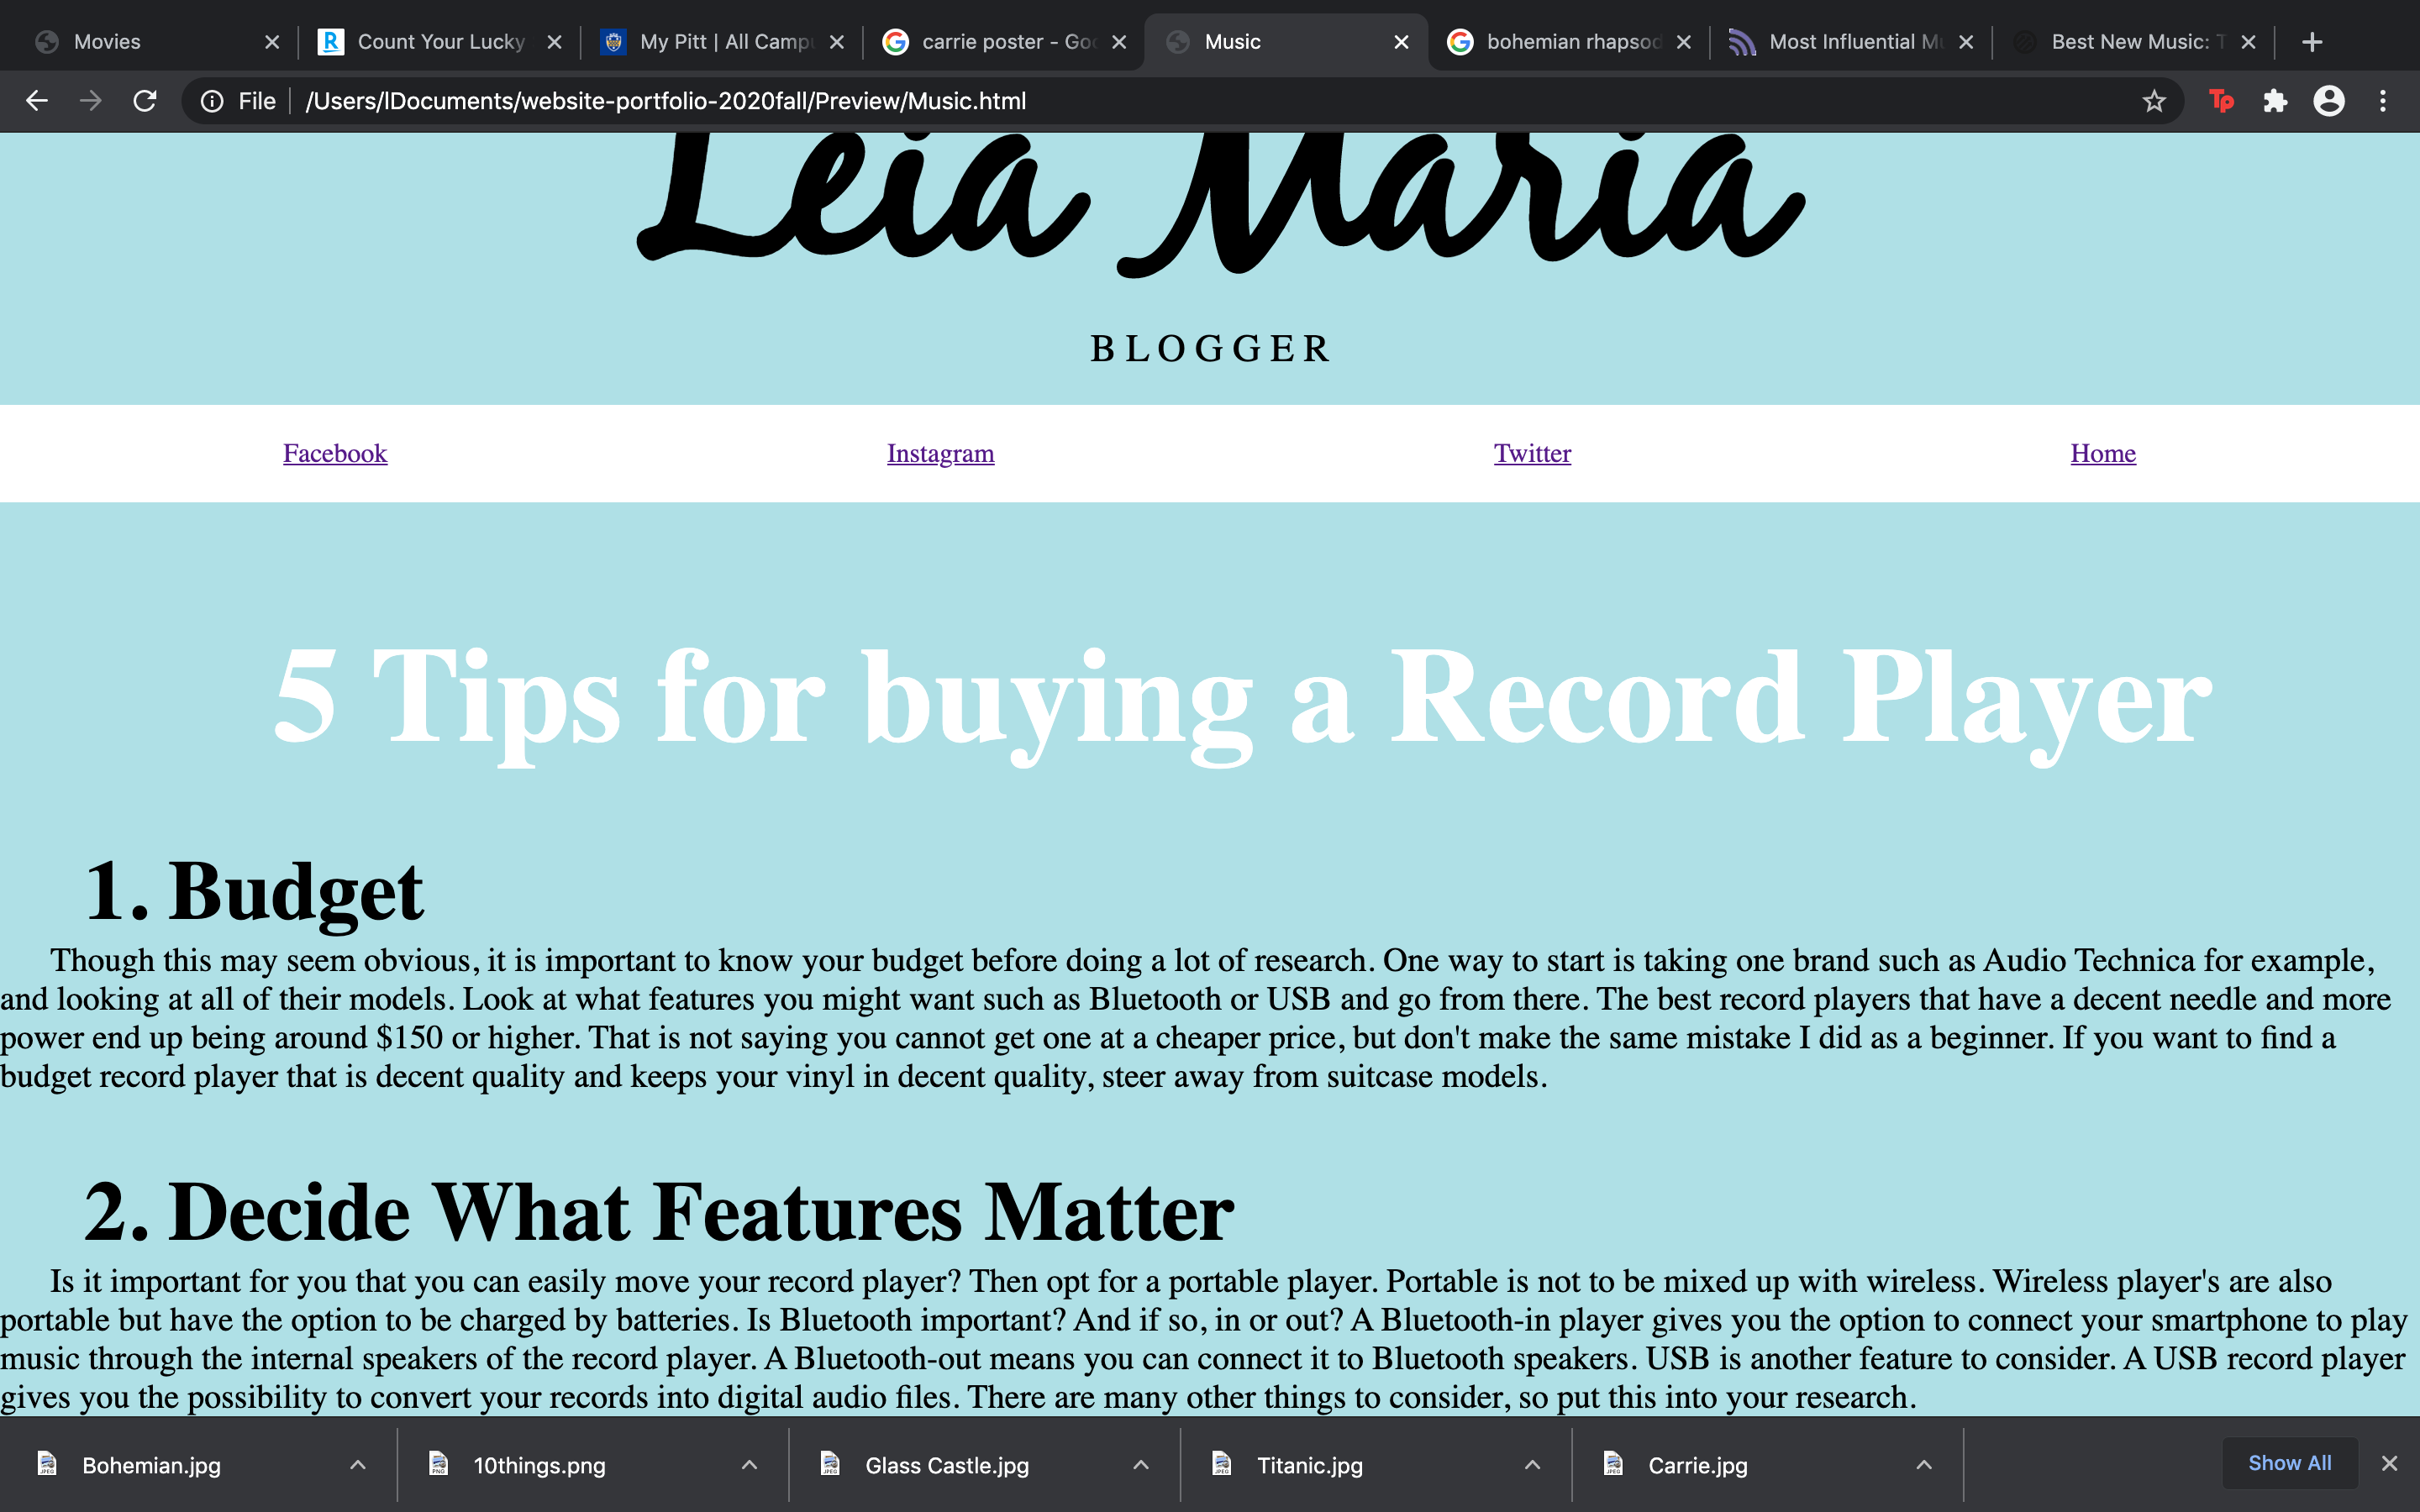 Movies
Count Your Lucky
My Pitt | All Campu
carrie poster - Goo
Music
bohemian rhapsod
Most Influential Mu
Best New Music: T
File
/Users/lDocuments/website-portfolio-2020fall/Preview/Music.html
Leia Maria
BLOGGER
Facebook
Instagram
Twitter
Home
5 Tips for buying a Record Player
1. Budget
Though this may seem obvious, it is important to know your budget before doing a lot of research. One way to start is taking one brand such as Audio Technica for example,
and looking at all of their models. Look at what features you might want such as Bluetooth or USB and go from there. The best record players that have a decent needle and more
power end up being around $150 or higher. That is not saying you cannot get one at a cheaper price, but don't make the same mistake I did as a beginner. If you want to find a
budget record player that is decent quality and keeps your vinyl in decent quality, steer away from suitcase models.
2. Decide What Features Matter
Is it important for you that you can easily move your record player? Then opt for a portable player. Portable is not to be mixed up with wireless. Wireless player's are also
portable but have the option to be charged by batteries. Is Bluetooth important? And if so, in or out? A Bluetooth-in player gives you the option to connect your smartphone to play
music through the internal speakers of the record player. A Bluetooth-out means you can connect it to Bluetooth speakers. USB is another feature to consider. A USB record player
gives you the possibility to convert your records into digital audio files. There are many other things to consider, so put this into your research.
Bohemian.jpg
10things.png
Glass Castle.jpg
Titanic.jpg
Carrie.jpg
Show All